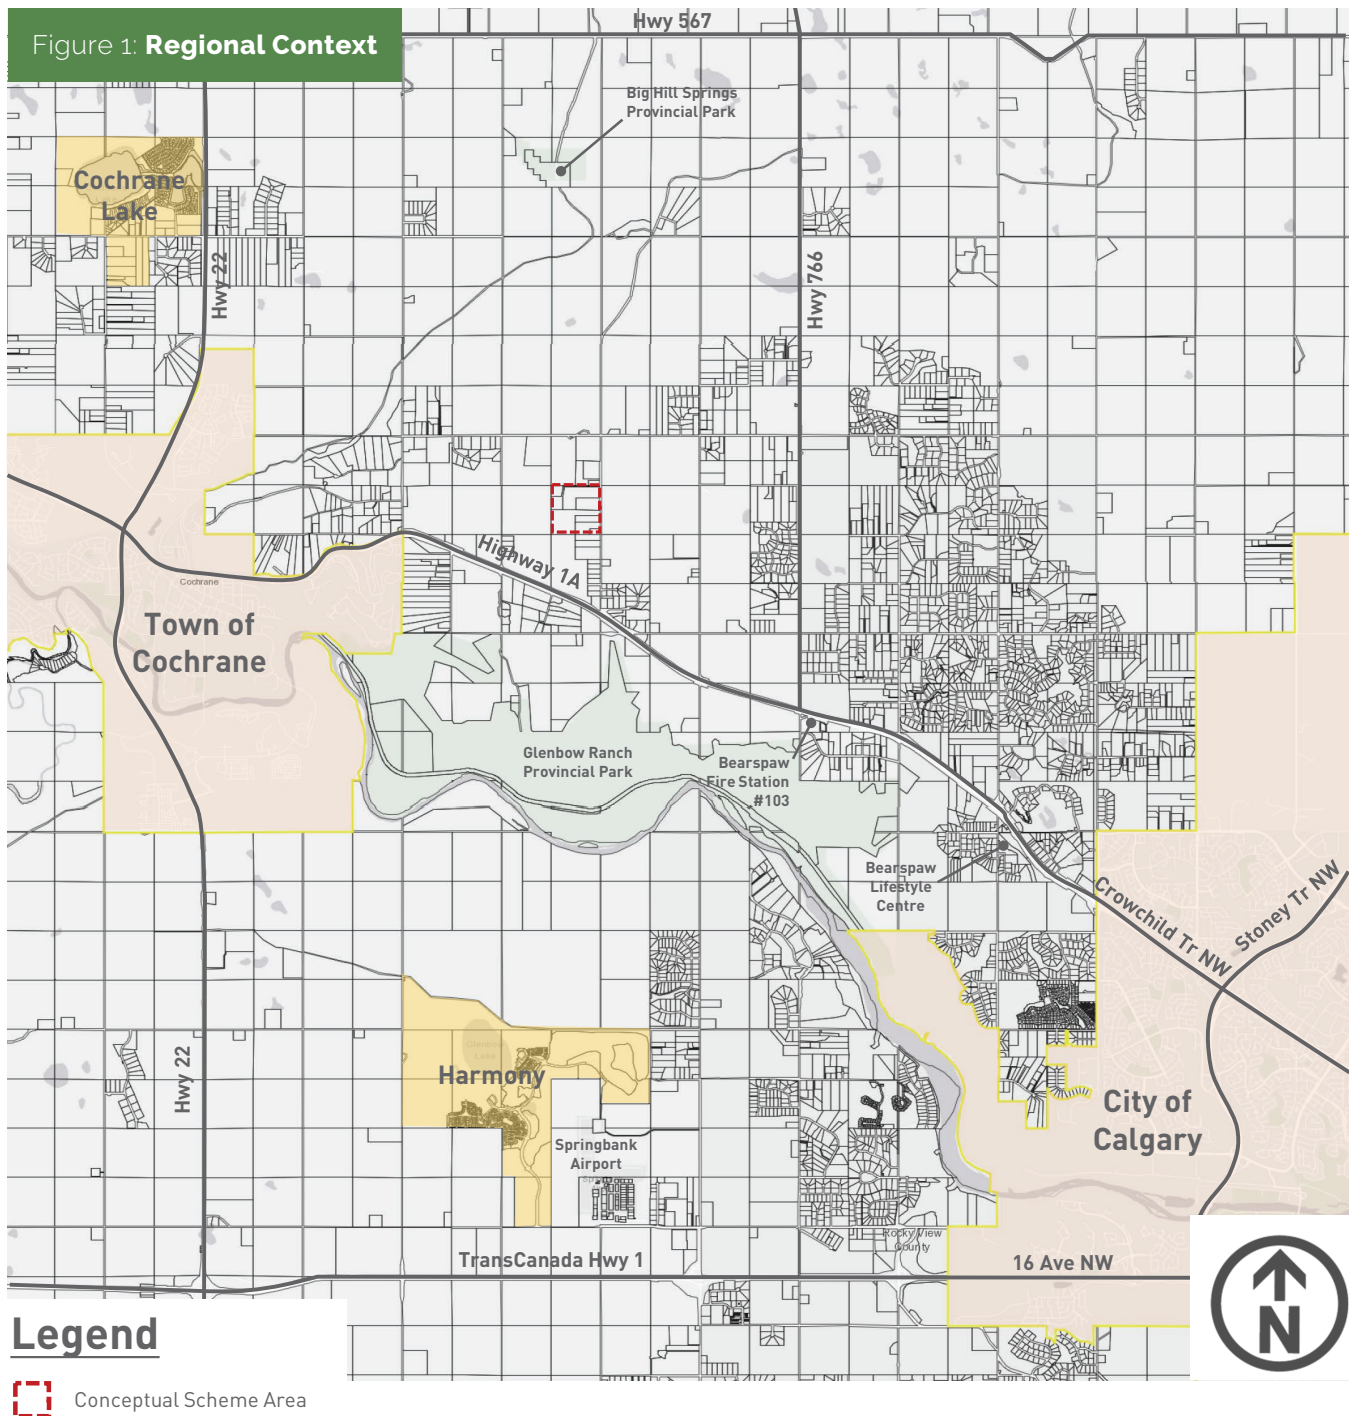 Figure 1: Regional Context
Hwy 567
Big Hill Springs
Provincial Park
Cochrane
Lake
Hwy 22
Hwy 766
Highway 1A
Cochrane
Town of
Cochrane
Glenbow Ranch
Provincial Park
Bearspaw
Fire Station
#103
Bearspaw
Lifestyle
Centre
Crowchild Tr NW
Stoney Tr NW
Glenbow
Lake
Harmony
Hwy 22
City of
Calgary
Springbank
Airport
Rocky View
County
TransCanada Hwy 1
16 Ave NW
N
Legend
Conceptual Scheme Area